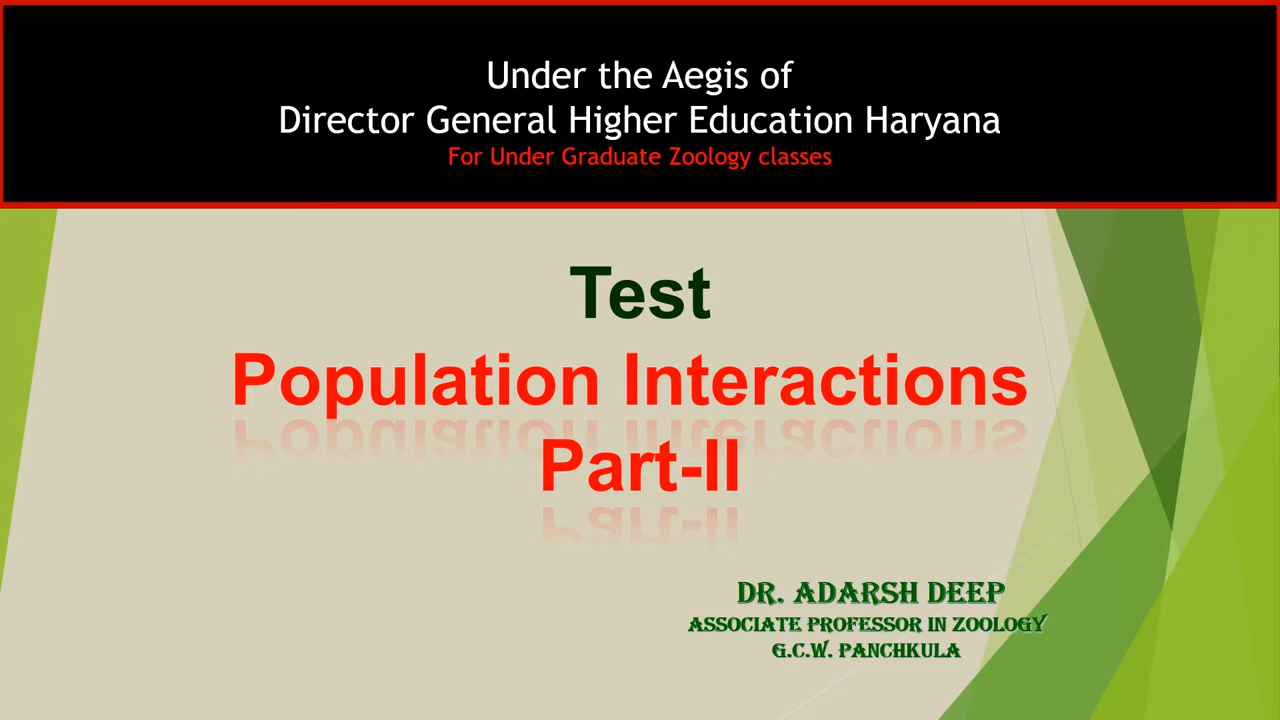 Under the Aegis of
Director General Higher Education Haryana
For Under Graduate Zoology classes
Test
Population Interactions
Part-II
DR. ADARSH DEEP
ASSOCIATE PROFESSOR IN ZOOLOGY
G.C.W. PANCHKULA